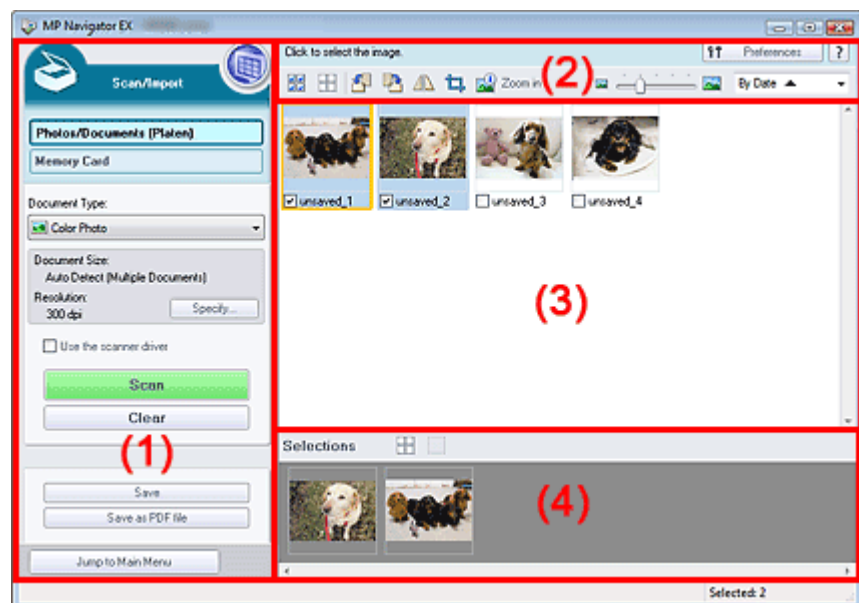 MP Navigator EX
Scan/Import
Photos/Documents (Platen)
Memory Card
Document Type:
Color Photo
Document Size:
Auto Detect (Multiple Documents)
Resolution:
300 dpi
Specify...
Use the scanner driver
Scan
Clear
(1)
Save
Save as PDF file
Jump to Main Menu
Click to select the image.
Preferences
?
Zoom in
(2)
By Date
unsaved_1
unsaved_2
unsaved_3
unsaved_4
(3)
Selections
(4)
Selected: 2